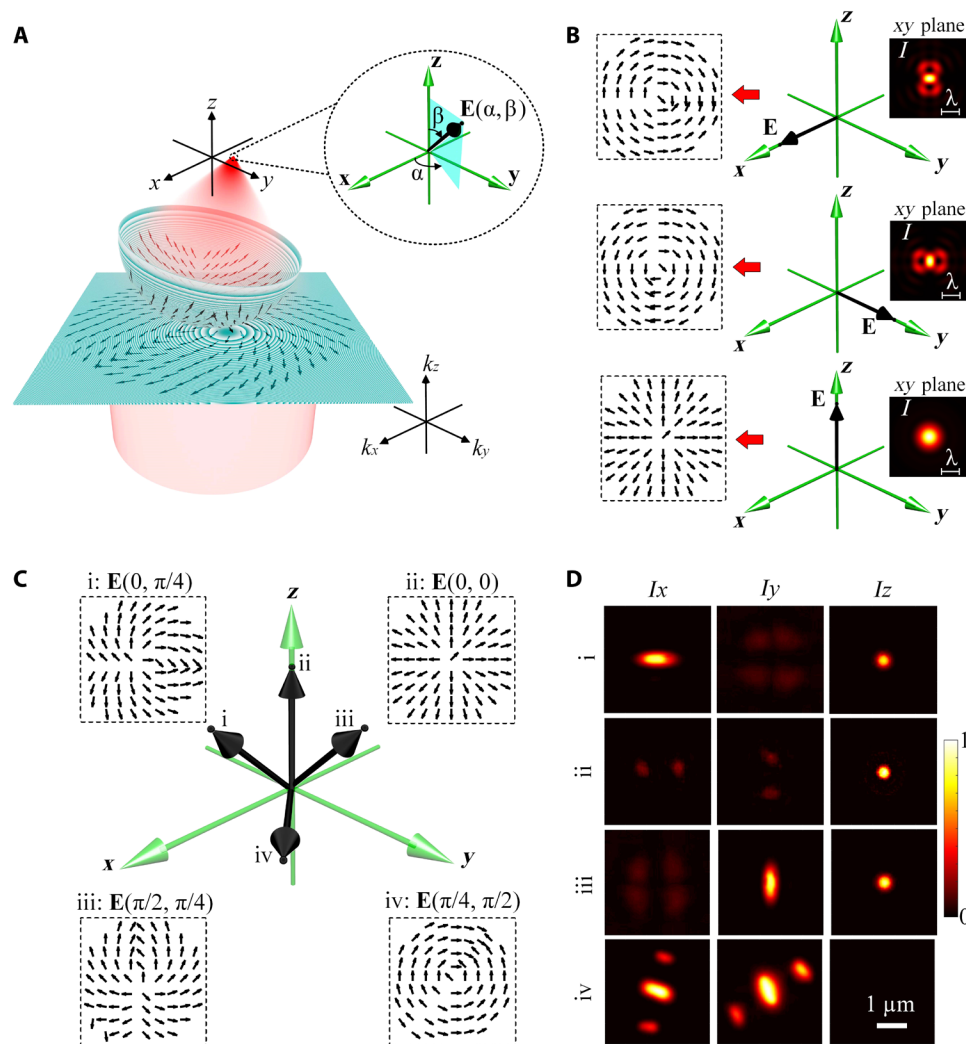 A
z
x
y
z
β
E(α, β)
α
x
y
kz
kx
ky
B
z
xy plane
I
λ
E
x
y
z
xy plane
I
λ
E
x
y
z
xy plane
I
λ
E
x
y
C
i: E(0, π/4)
ii: E(0, 0)
z
ii
i
iii
iv
x
y
iii: E(π/2, π/4)
iv: E(π/4, π/2)
D
Ix
Iy
Iz
i
ii
iii
iv
1
0
1 µm